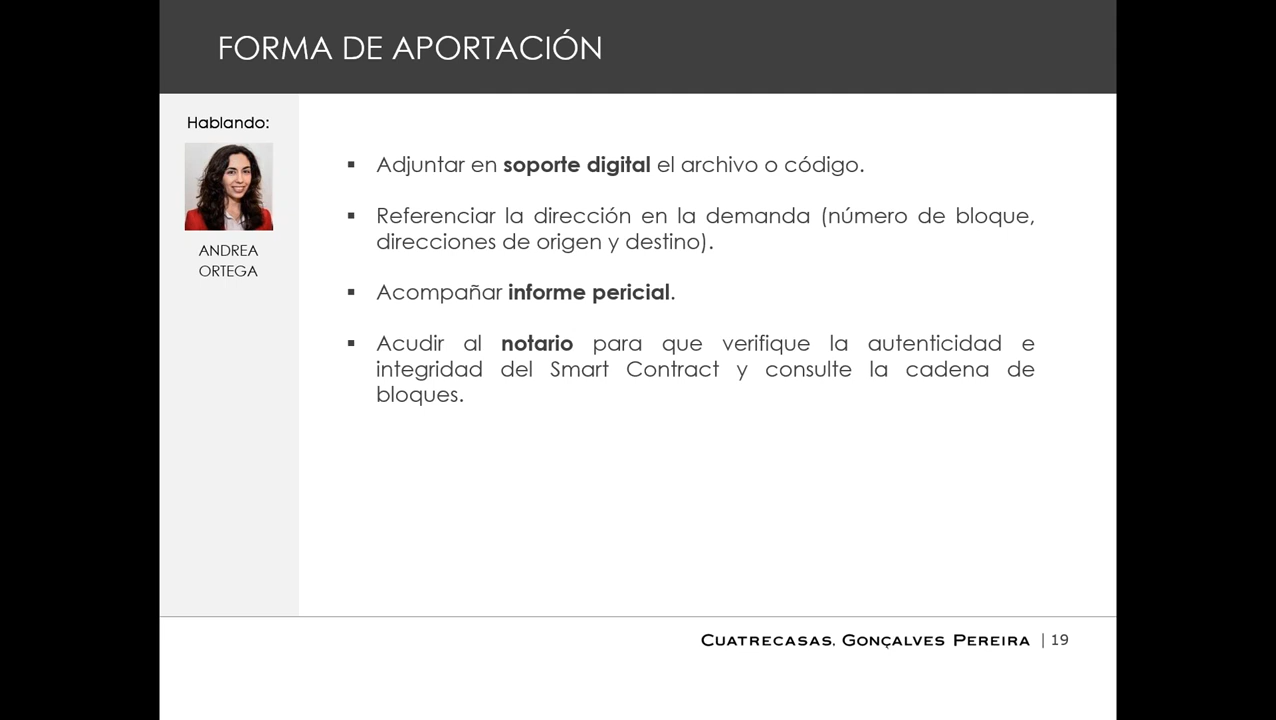 FORMA DE APORTACIÓN
Hablando:
ANDREA
ORTEGA
▪ Adjuntar en soporte digital el archivo o código.
▪ Referenciar la dirección en la demanda (número de bloque,
direcciones de origen y destino).
▪ Acompañar informe pericial.
▪ Acudir al notario para que verifique la autenticidad e
integridad del Smart Contract y consulte la cadena de
bloques.
CUATRECASAS, GONÇALVES PEREIRA | 19